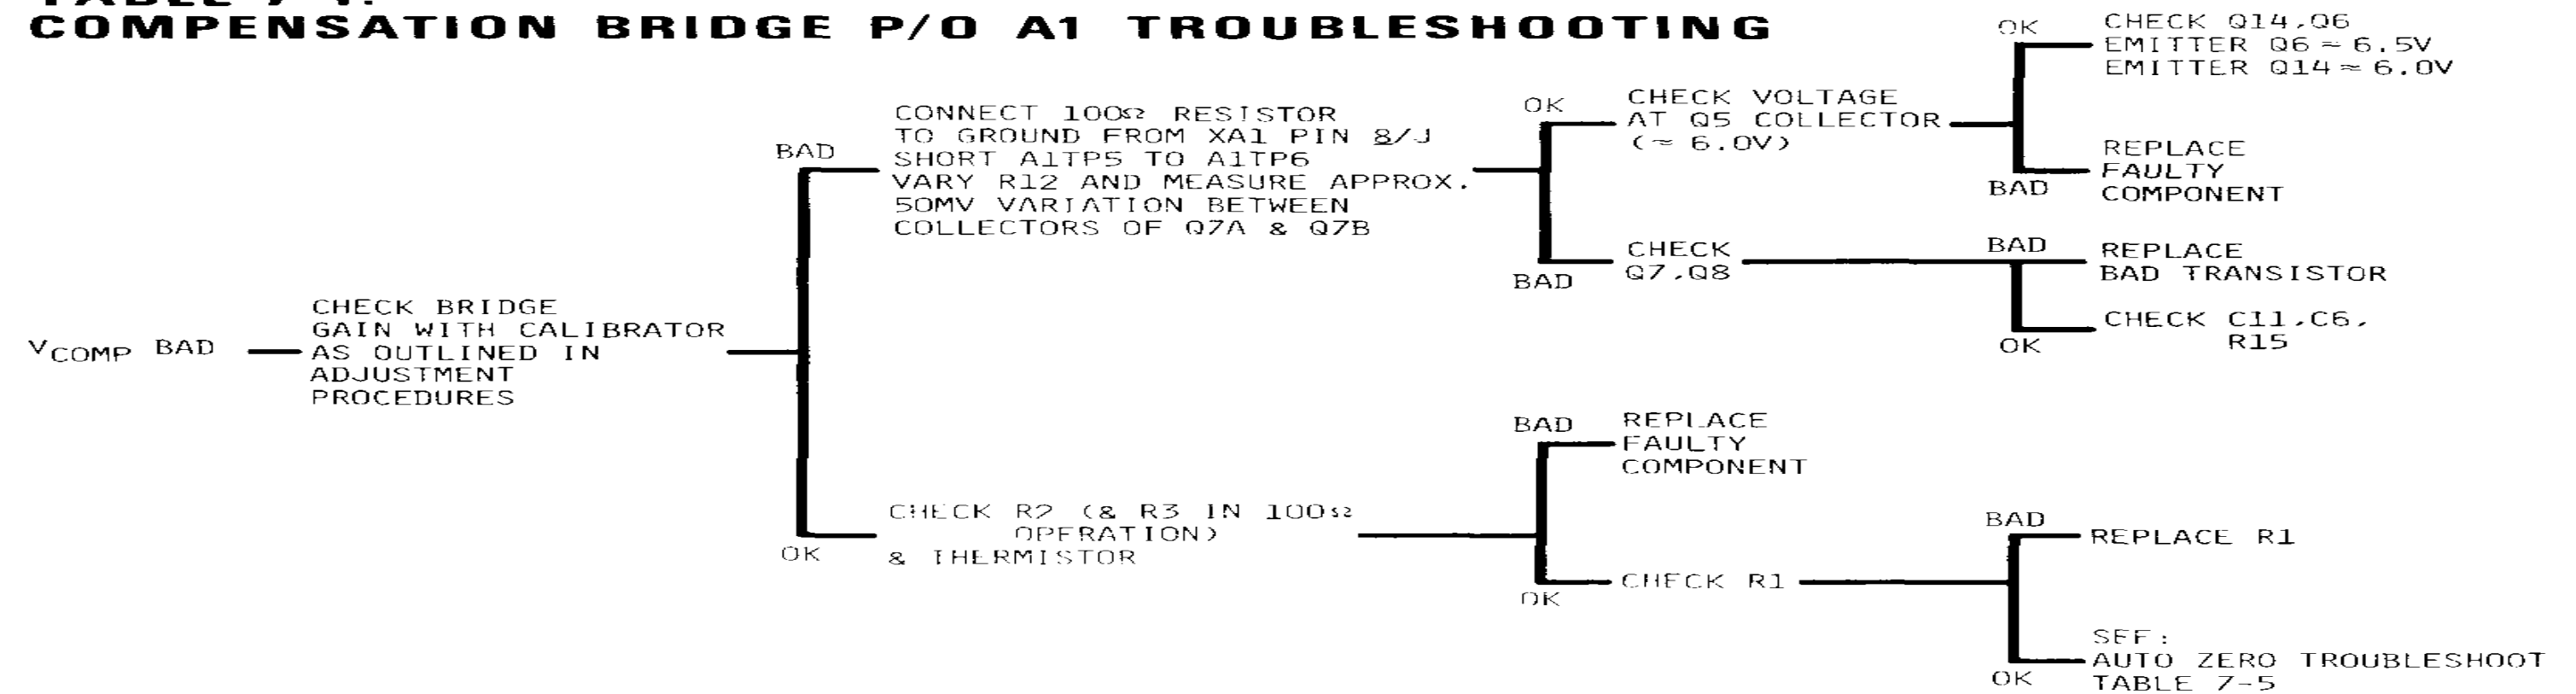 COMPENSATION BRIDGE P/O A1 TROUBLESHOOTING
VCOMP BAD
CHECK BRIDGE
GAIN WITH CALIBRATOR
AS OUTLINED IN
ADJUSTMENT
PROCEDURES
BAD
CONNECT 100Ω RESISTOR
TO GROUND FROM XA1 PIN 8/J
SHORT A1TP5 TO A1TP6
VARY R12 AND MEASURE APPROX.
50MV VARIATION BETWEEN
COLLECTORS OF Q7A & Q7B
OK
CHECK VOLTAGE
AT Q5 COLLECTOR
(≈ 6.0V)
OK
CHECK Q14,Q6
EMITTER Q6 ≈ 6.5V
EMITTER Q14 ≈ 6.0V
BAD
REPLACE
FAULTY
COMPONENT
BAD
CHECK
Q7,Q8
BAD
REPLACE
BAD TRANSISTOR
OK
CHECK C11,C6,
R15
OK
CHECK R2 (& R3 IN 100Ω
OPERATION)
& THERMISTOR
BAD
REPLACE
FAULTY
COMPONENT
OK
CHECK R1
BAD
REPLACE R1
OK
SEE:
AUTO ZERO TROUBLESHOOT
TABLE 7-5